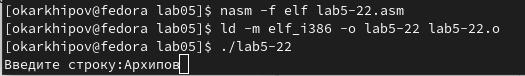 [okarkhipov@fedora lab05]$ nasm -f elf lab5-22.asm
[okarkhipov@fedora lab05]$ ld -m elf_i386 -o lab5-22 lab5-22.o
[okarkhipov@fedora lab05]$ ./lab5-22
Введите строку:Архипов